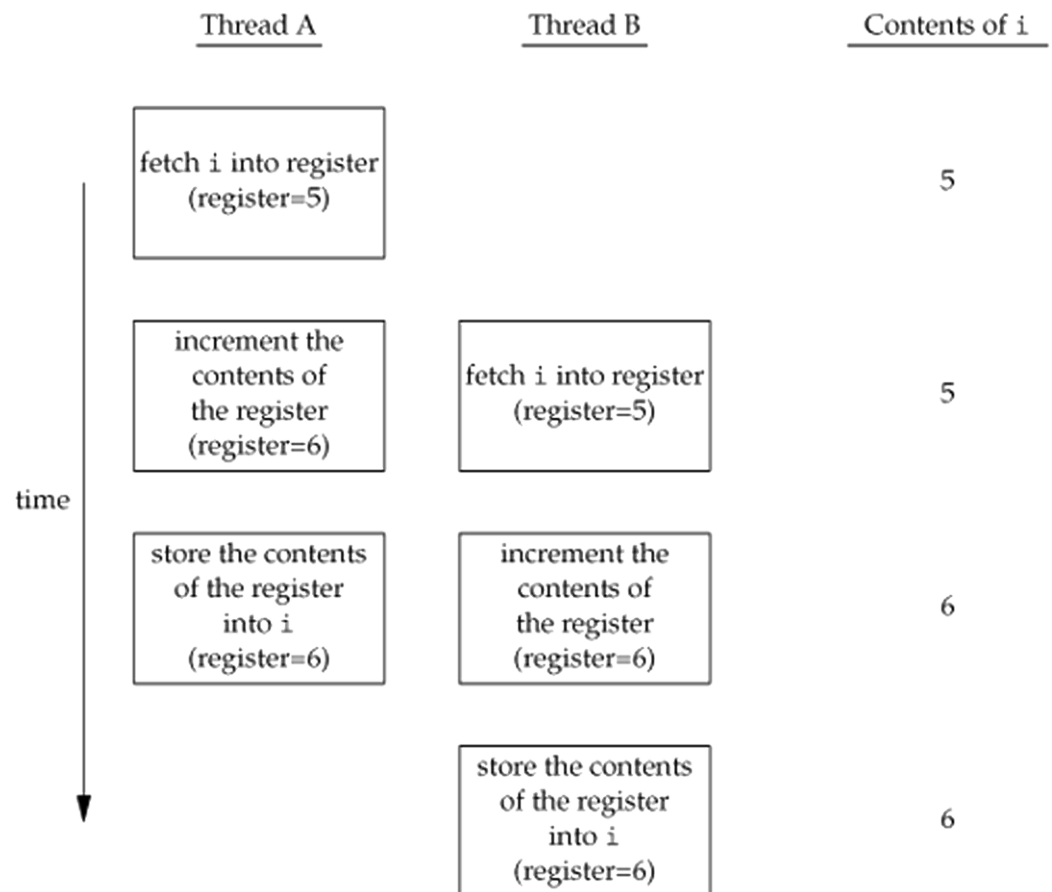 Thread A
Thread B
Contents of i
fetch i into register
(register=5)
5
increment the
contents of
the register
(register=6)
fetch i into register
(register=5)
5
time
store the contents
of the register
into i
(register=6)
increment the
contents of
the register
(register=6)
6
store the contents
of the register
into i
(register=6)
6